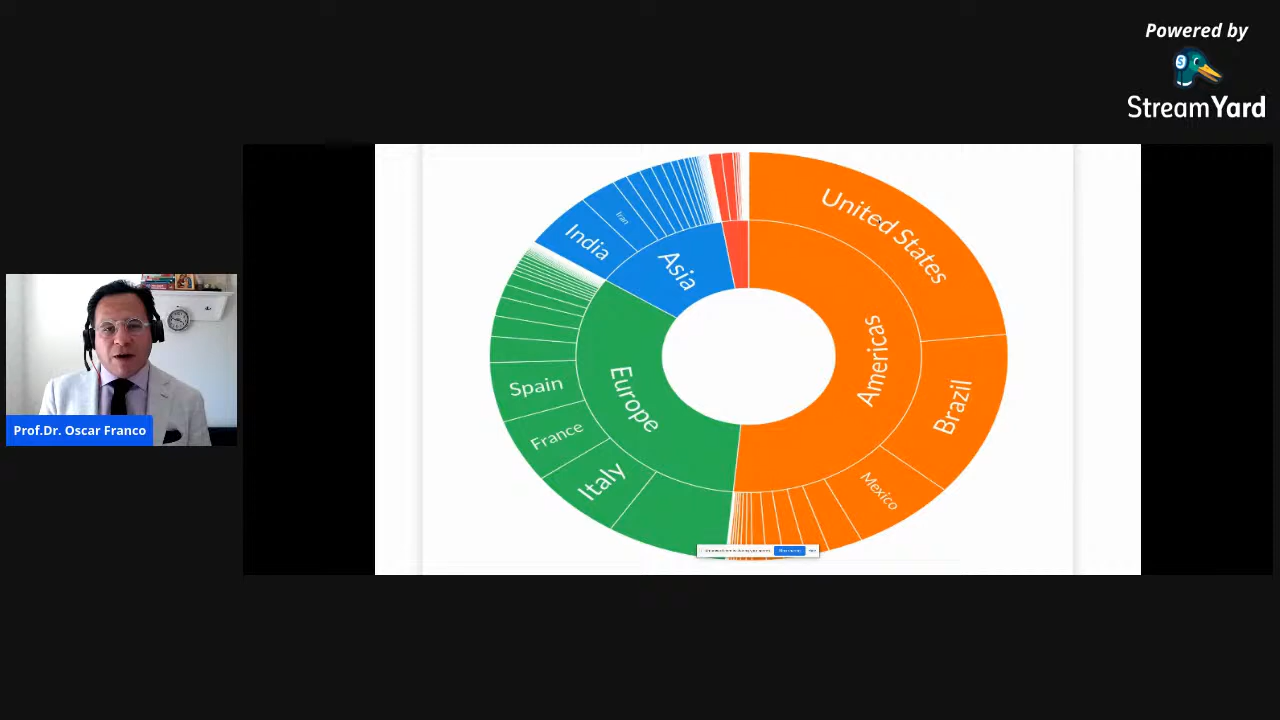 Powered by
StreamYard
United States
Iran
India
Asia
Americas
Europe
Spain
Brazil
France
Italy
Mexico
Prof.Dr. Oscar Franco